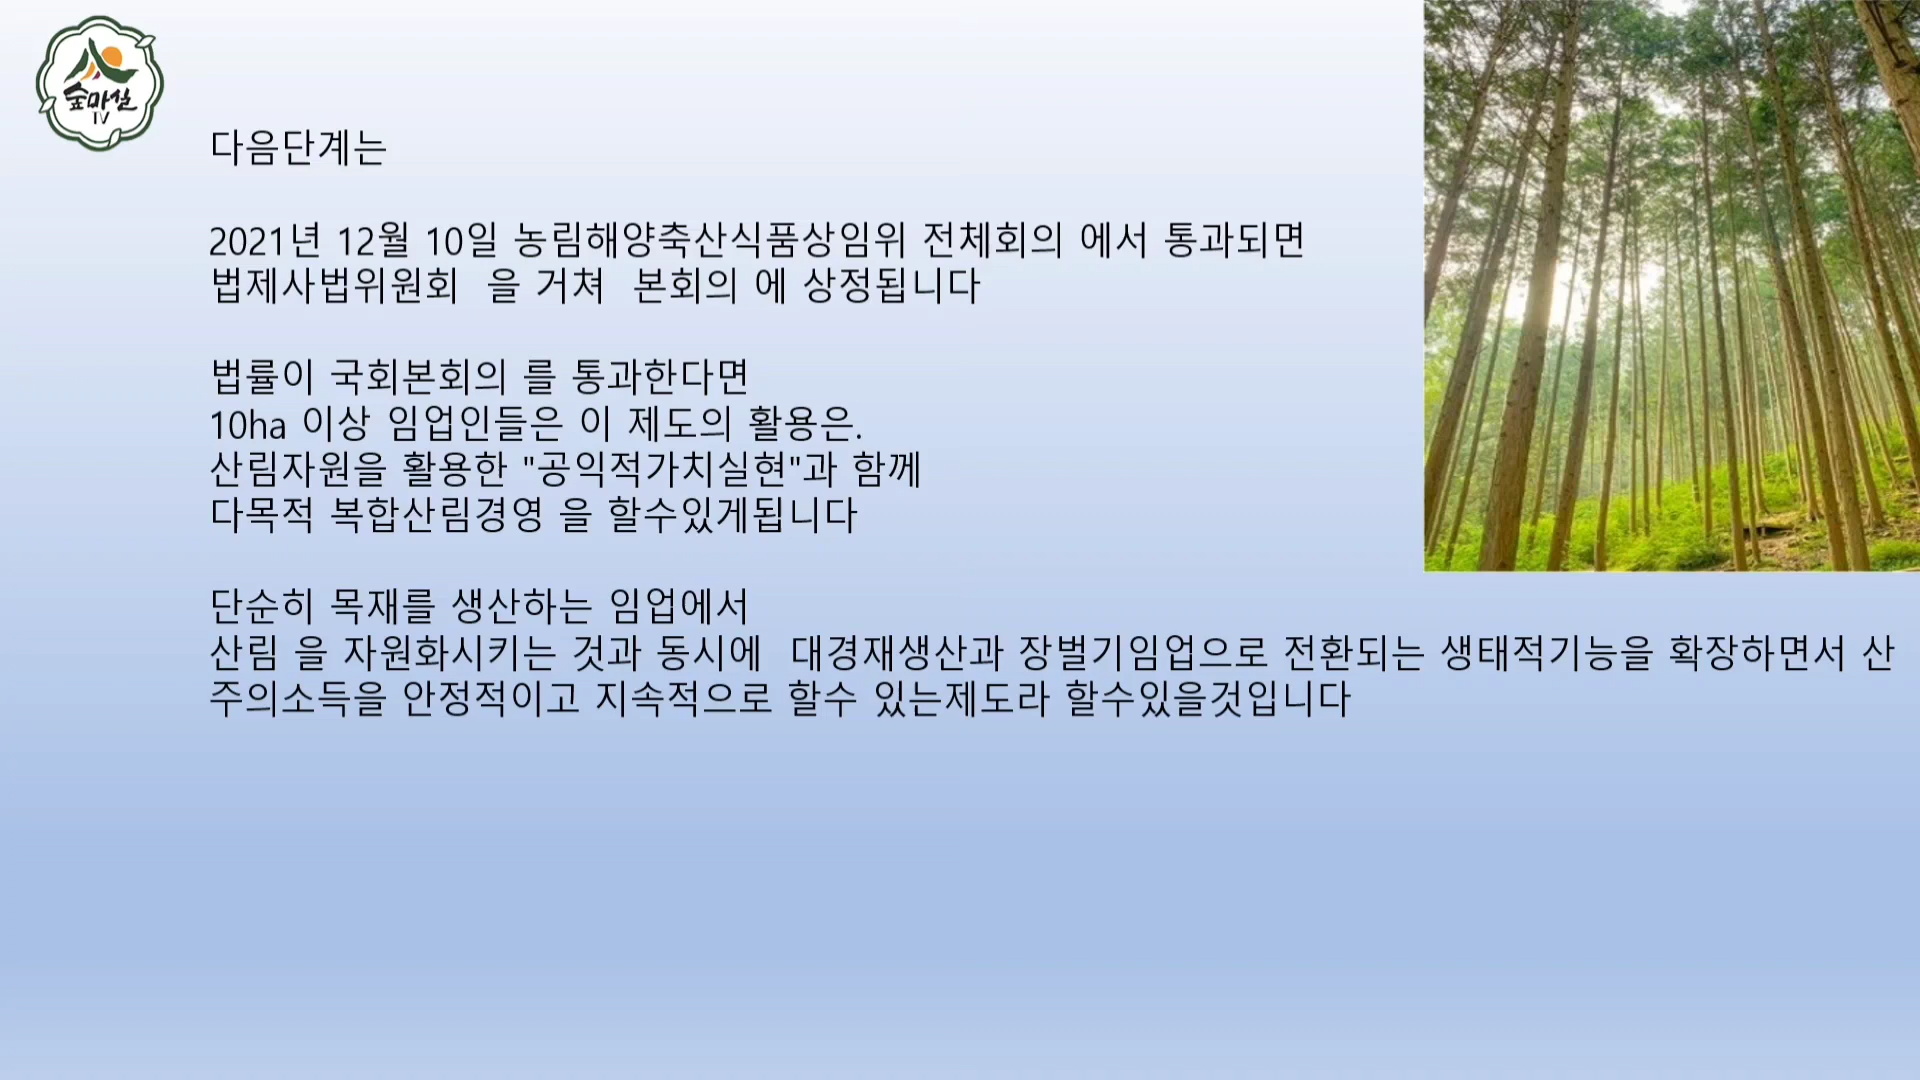 숲마실
TV
다음단계는
2021년 12월 10일 농림해양축산식품상임위 전체회의 에서 통과되면
법제사법위원회 을 거쳐 본회의 에 상정됩니다
법률이 국회본회의 를 통과한다면
10ha 이상 임업인들은 이 제도의 활용은.
산림자원을 활용한 "공익적가치실현"과 함께
다목적 복합산림경영 을 할수있게됩니다
단순히 목재를 생산하는 임업에서
산림 을 자원화시키는 것과 동시에 대경재생산과 장벌기임업으로 전환되는 생태적기능을 확장하면서 산
주의소득을 안정적이고 지속적으로 할수 있는제도라 할수있을것입니다